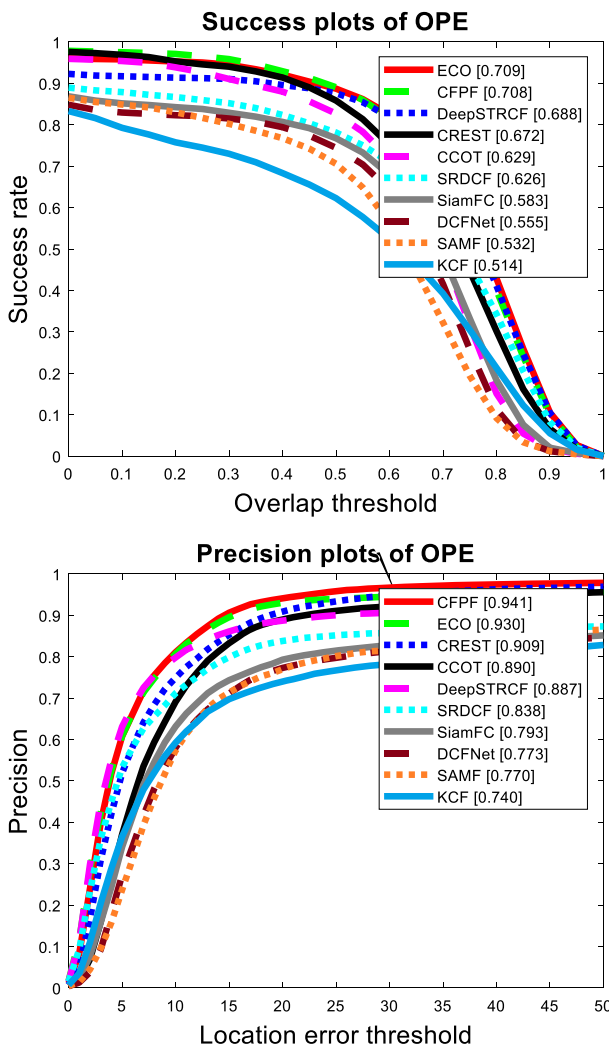 Success plots of OPE
1
0.9
0.8
0.7
0.6
0.5
0.4
0.3
0.2
0.1
0
Success rate
ECO [0.709]
CFPF [0.708]
DeepSTRCF [0.688]
CREST [0.672]
CCOT [0.629]
SRDCF [0.626]
SiamFC [0.583]
DCFNet [0.555]
SAMF [0.532]
KCF [0.514]
0 0.1 0.2 0.3 0.4 0.5 0.6 0.7 0.8 0.9 1
Overlap threshold
Precision plots of OPE
1
0.9
0.8
0.7
0.6
0.5
0.4
0.3
0.2
0.1
0
Precision
CFPF [0.941]
ECO [0.930]
CREST [0.909]
CCOT [0.890]
DeepSTRCF [0.887]
SRDCF [0.838]
SiamFC [0.793]
DCFNet [0.773]
SAMF [0.770]
KCF [0.740]
0 5 10 15 20 25 30 35 40 45 50
Location error threshold